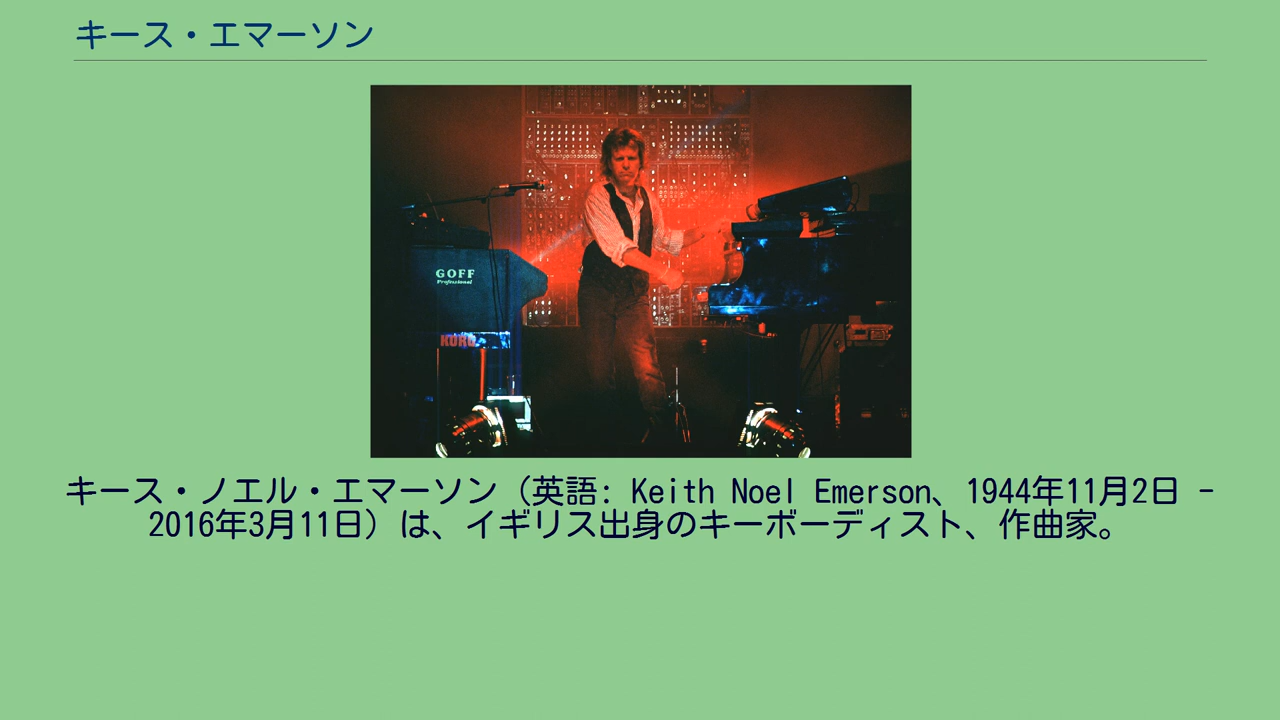 キース・エマーソン
GOFF
Professional
KORG
キース・ノエル・エマーソン（英語: Keith Noel Emerson、1944年11月2日 -
2016年3月11日）は、イギリス出身のキーボーディスト、作曲家。